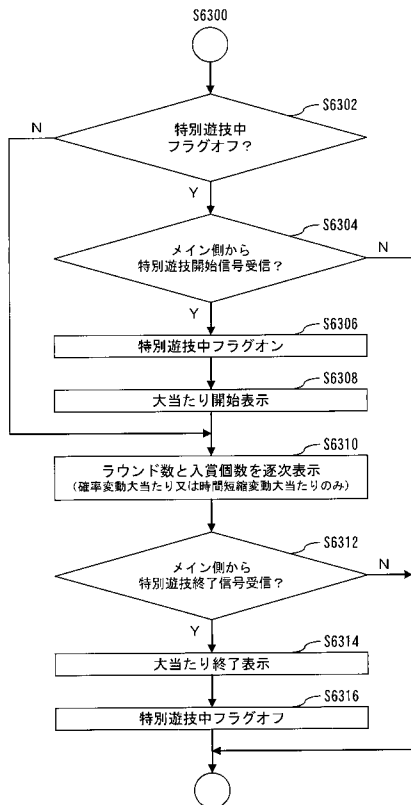 S6300
S6302
特別遊技中
フラグオフ？
N
Y
S6304
メイン側から
特別遊技開始信号受信？
N
Y
S6306
特別遊技中フラグオン
S6308
大当たり開始表示
S6310
ラウンド数と入賞個数を逐次表示
(確率変動大当たり又は時間短縮変動大当たりのみ)
S6312
メイン側から
特別遊技終了信号受信？
N
Y
S6314
大当たり終了表示
S6316
特別遊技中フラグオフ